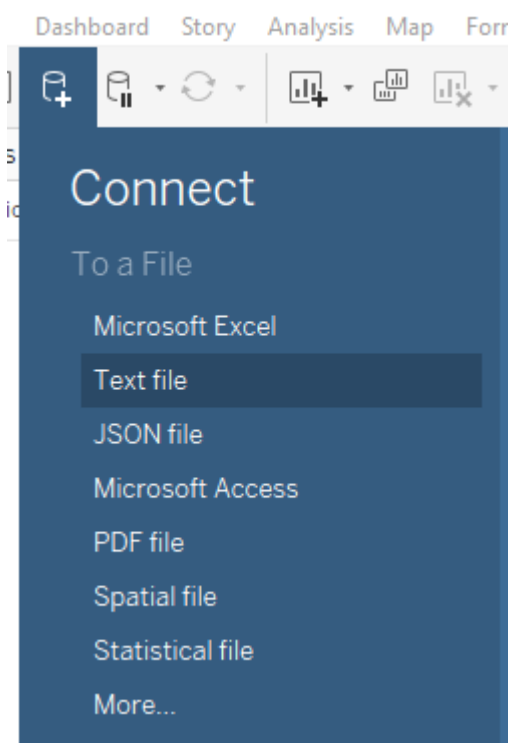 Dashboard Story Analysis Map
Connect
To a File
Microsoft Excel
Text file
JSON file
Microsoft Access
PDF file
Spatial file
Statistical file
More...